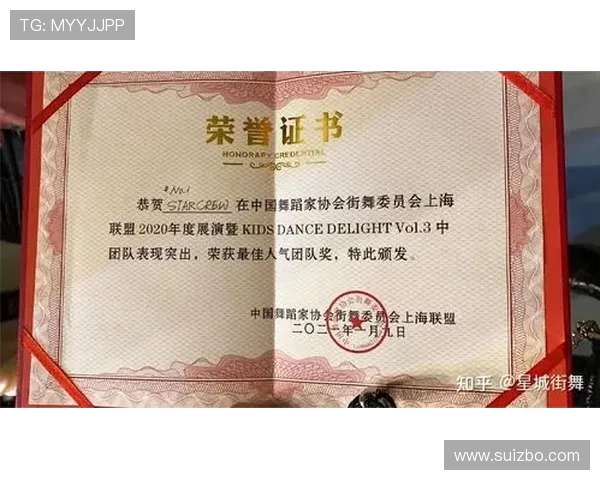 TG: MYYJJPP
荣誉证书
HONORARY CREDENTIAL
#No.1
恭贺 STARCREW 在中国舞蹈家协会街舞委员会上海
联盟 2020年度展演暨 KIDS DANCE DELIGHT Vol.3 中
团队表现突出，荣获最佳人气团队奖，特此颁发。
中国舞蹈家协会街舞委员会上海联盟
二〇二一年一月九日
知乎 @星城街舞
www.suizbo.com